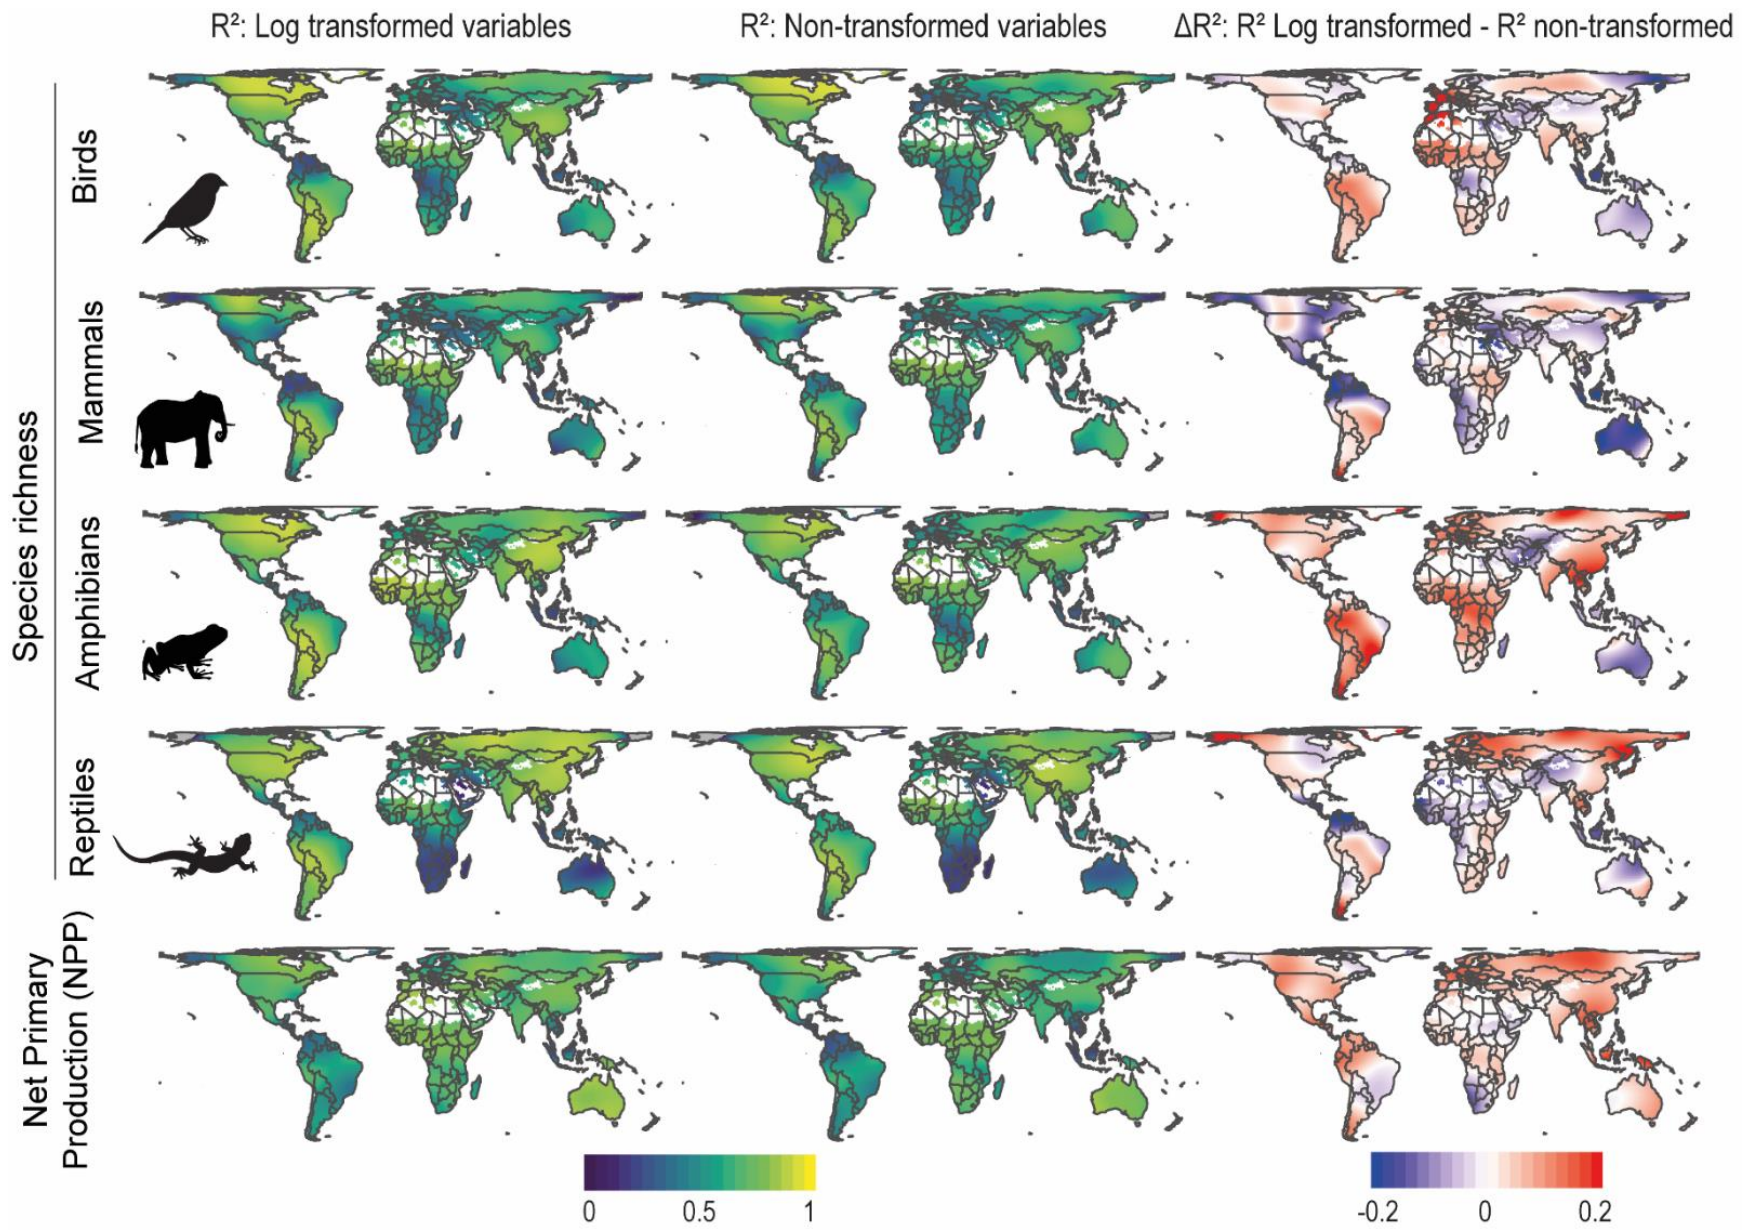 R²: Log transformed variables
R²: Non-transformed variables
ΔR²: R² Log transformed - R² non-transformed
Species richness
Birds
Mammals
Amphibians
Reptiles
Net Primary
Production (NPP)
0
0.5
1
-0.2
0
0.2